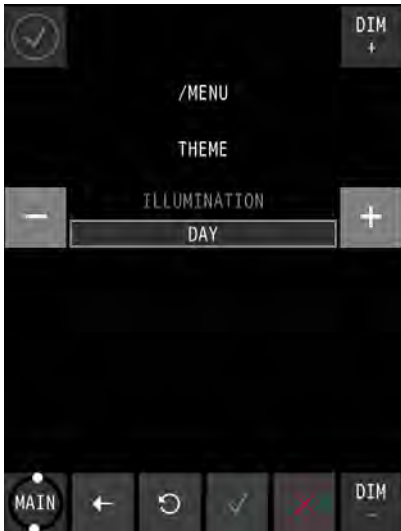 DIM
+
/MENU
THEME
ILLUMINATION
− +
DAY
MAIN
DIM
−